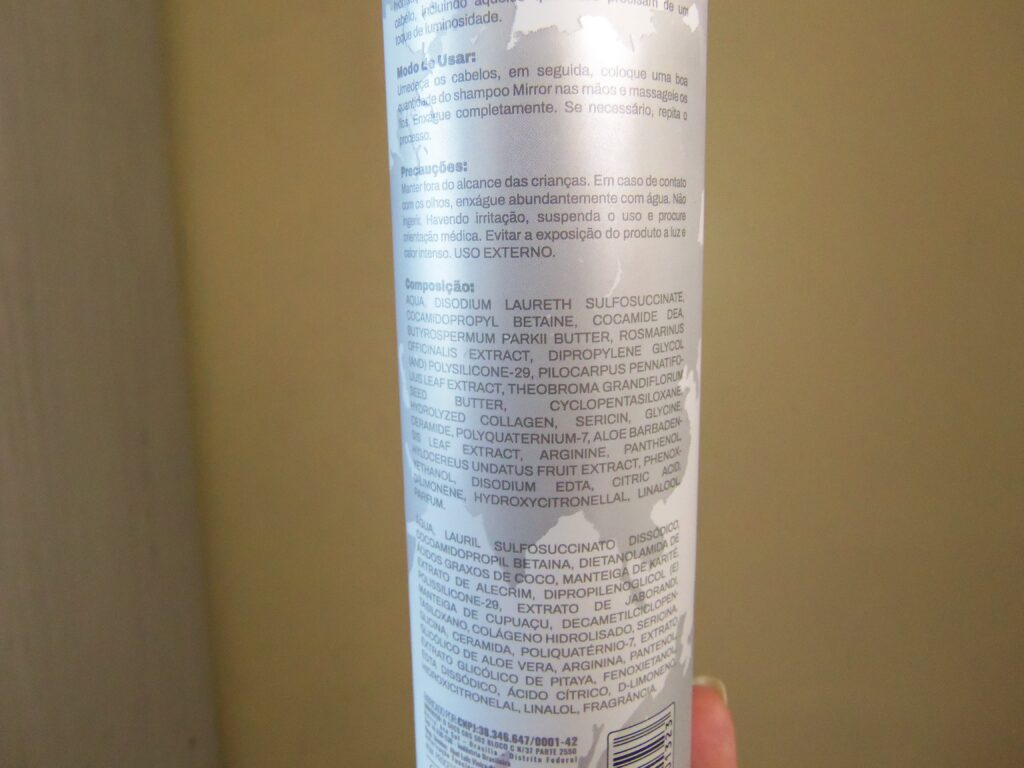 cabelo, incluindo aqueles que precisam de um
toque de luminosidade.
Modo de Usar:
Umedeça os cabelos, em seguida, coloque uma boa
quantidade do shampoo Mirror nas mãos e massageie os
fios. Enxágue completamente. Se necessário, repita o
processo.
Precauções:
Manter fora do alcance das crianças. Em caso de contato
com os olhos, enxágue abundantemente com água. Não
ingerir. Havendo irritação, suspenda o uso e procure
orientação médica. Evitar a exposição do produto a luz e
calor intenso. USO EXTERNO.
Composição:
AQUA, DISODIUM LAURETH SULFOSUCCINATE,
COCAMIDOPROPYL BETAINE, COCAMIDE DEA,
BUTYROSPERMUM PARKII BUTTER, ROSMARINUS
OFFICINALIS EXTRACT, DIPROPYLENE GLYCOL
(AND) POLYSILICONE-29, PILOCARPUS PENNATIFO-
LIUS LEAF EXTRACT, THEOBROMA GRANDIFLORUM
SEED BUTTER, CYCLOPENTASILOXANE,
HYDROLYZED COLLAGEN, SERICIN, GLYCINE,
CERAMIDE, POLYQUATERNIUM-7, ALOE BARBADEN-
SIS LEAF EXTRACT, ARGININE, PANTHENOL,
HYLOCEREUS UNDATUS FRUIT EXTRACT, PHENOX-
YETHANOL, DISODIUM EDTA, CITRIC ACID,
D-LIMONENE, HYDROXYCITRONELLAL, LINALOOL,
PARFUM.
ÁGUA, LAURIL SULFOSUCCINATO DISSÓDICO,
COCOAMIDOPROPIL BETAINA, DIETANOLAMIDA DE
ÁCIDOS GRAXOS DE COCO, MANTEIGA DE KARITÉ,
EXTRATO DE ALECRIM, DIPROPILENOGLICOL (E)
POLISSILICONE-29, EXTRATO DE JABORANDI,
MANTEIGA DE CUPUAÇU, DECAMETILCICLOPEN-
TASILOXANO, COLÁGENO HIDROLISADO, SERICINA,
GLICINA, CERAMIDA, POLIQUATÉRNIO-7, EXTRATO
GLICÓLICO DE ALOE VERA, ARGININA, PANTENOL,
EXTRATO GLICÓLICO DE PITAYA, FENOXIETANOL,
EDTA DISSÓDICO, ÁCIDO CÍTRICO, D-LIMONENO,
HIDROXICITRONELAL, LINALOL, FRAGRÂNCIA.
CNPJ:36.346.647/0001-42
BLOCO C N/37 PARTE 2550
Brasília - Distrito Federal
Brasileira